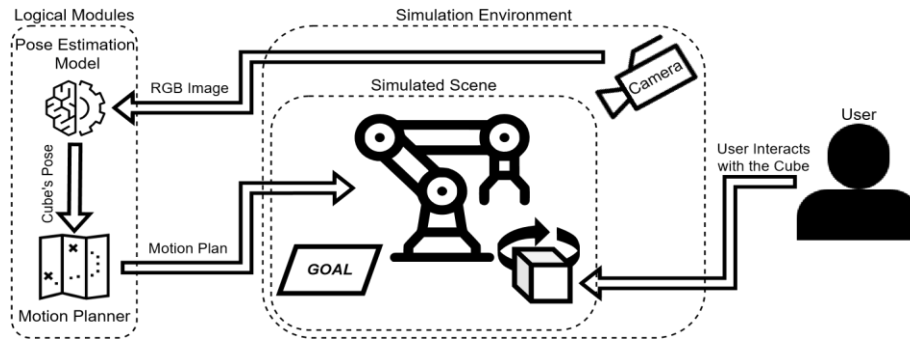 Logical Modules
Simulation Environment
Pose Estimation
Model
RGB Image
Camera
Simulated Scene
User
User Interacts
with the Cube
Cube's Pose
Motion Plan
GOAL
Motion Planner